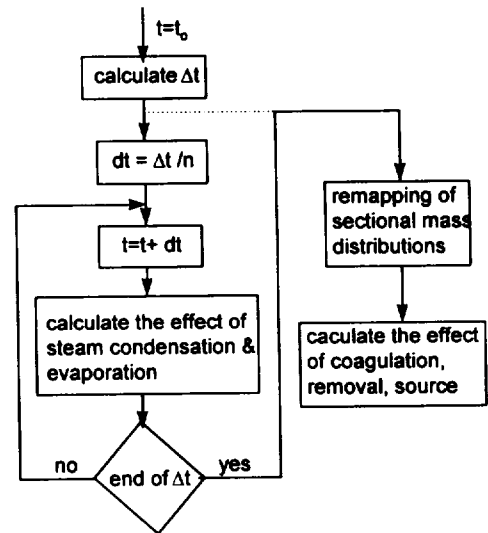 t=t₀
calculate Δt
dt = Δt /n
t=t+ dt
calculate the effect of
steam condensation &
evaporation
no
end of Δt
yes
remapping of
sectional mass
distributions
caculate the effect
of coagulation,
removal, source